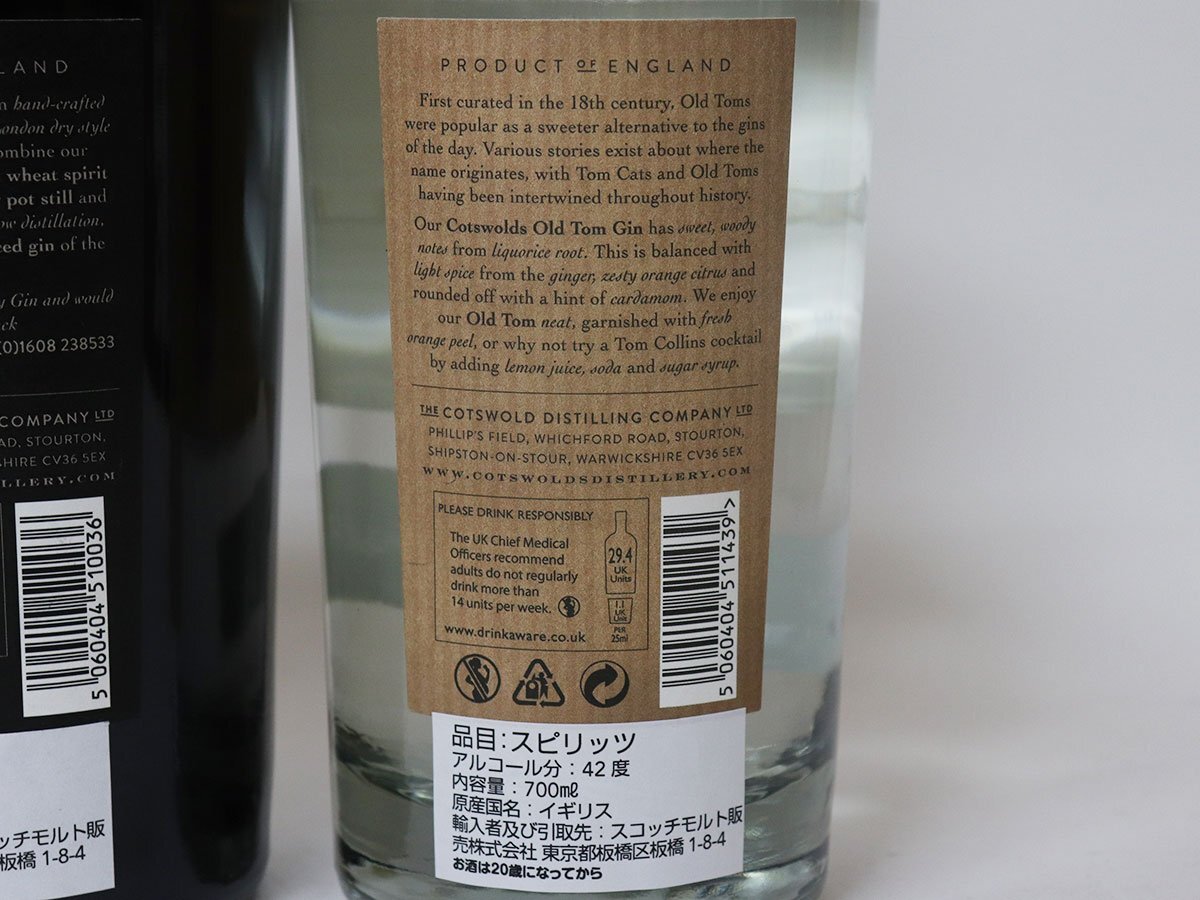 LAND
hand-crafted
London dry style
ombine our
wheat spirit
pot still and
distillation,
ced gin of the
Gin and would
ck
(0)1608 238533
COMPANY LTD
AD, STOURTON,
SHIRE CV36 5EX
TILLERY.COM
5 060404 510036
ッチモルト販
板橋 1-8-4
PRODUCT OF ENGLAND
First curated in the 18th century, Old Toms
were popular as a sweeter alternative to the gins
of the day. Various stories exist about where the
name originates, with Tom Cats and Old Toms
having been intertwined throughout history.
Our Cotswolds Old Tom Gin has sweet, woody
notes from liquorice root. This is balanced with
light spice from the ginger, zesty orange citrus and
rounded off with a hint of cardamom. We enjoy
our Old Tom neat, garnished with fresh
orange peel, or why not try a Tom Collins cocktail
by adding lemon juice, soda and sugar syrup.
THE COTSWOLD DISTILLING COMPANY LTD
PHILLIP'S FIELD, WHICHFORD ROAD, STOURTON,
SHIPSTON-ON-STOUR, WARWICKSHIRE CV36 5EX
WWW.COTSWOLDSDISTILLERY.COM
PLEASE DRINK RESPONSIBLY
The UK Chief Medical
Officers recommend
adults do not regularly
drink more than
14 units per week.
www.drinkaware.co.uk
29.4
UK
Units
1.1
UK
Unit
PER
25ml
5 060404 511439 >
品目：スピリッツ
アルコール分：42 度
内容量：700㎖
原産国名：イギリス
輸入者及び引取先：スコッチモルト販
売株式会社 東京都板橋区板橋 1-8-4
お酒は20歳になってから